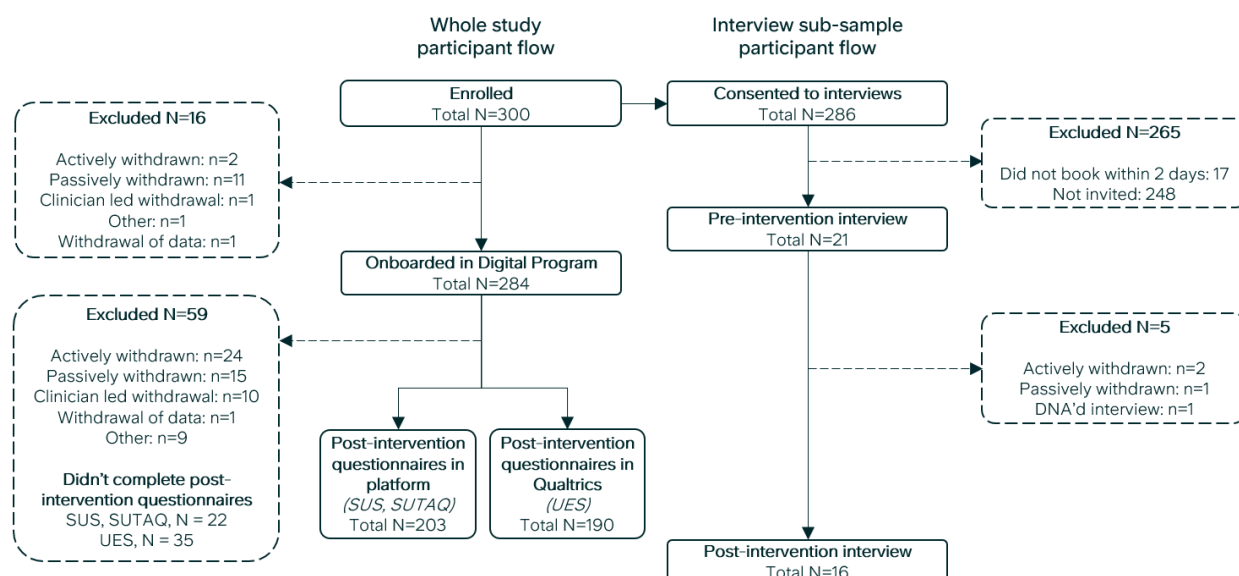 Whole study
participant flow
Interview sub-sample
participant flow
Enrolled
Total N=300
Consented to interviews
Total N=286
Excluded N=16
Actively withdrawn: n=2
Passively withdrawn: n=11
Clinician led withdrawal: n=1
Other: n=1
Withdrawal of data: n=1
Excluded N=265
Did not book within 2 days: 17
Not invited: 248
Pre-intervention interview
Total N=21
Onboarded in Digital Program
Total N=284
Excluded N=59
Actively withdrawn: n=24
Passively withdrawn: n=15
Clinician led withdrawal: n=10
Withdrawal of data: n=1
Other: n=9
Didn't complete post-
intervention questionnaires
SUS, SUTAQ, N = 22
UES, N = 35
Excluded N=5
Actively withdrawn: n=2
Passively withdrawn: n=1
DNA'd interview: n=1
Post-intervention
questionnaires in
platform
(SUS, SUTAQ)
Total N=203
Post-intervention
questionnaires in
Qualtrics
(UES)
Total N=190
Post-intervention interview
Total N=16